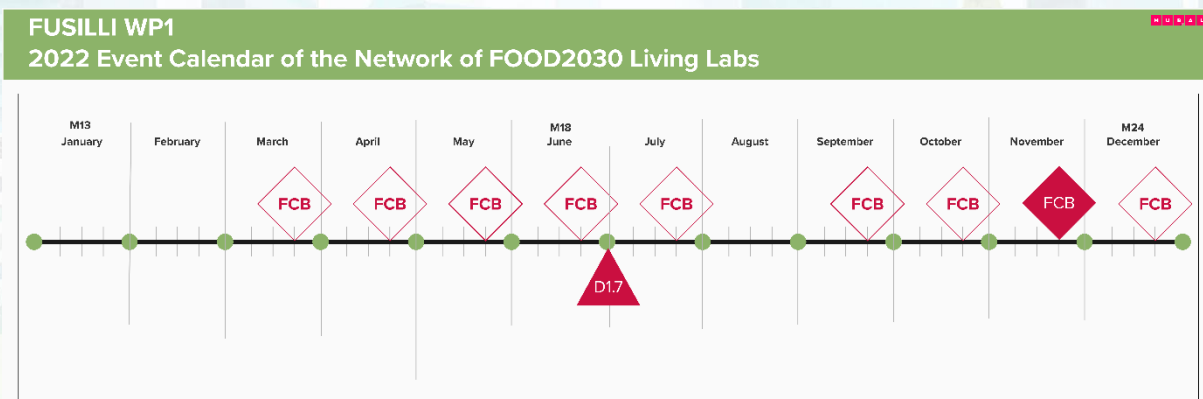 FUSILLI WP1
2022 Event Calendar of the Network of FOOD2030 Living Labs
M13
January
February
March
April
May
M18
June
July
August
September
October
November
M24
December
FCB
FCB
FCB
FCB
FCB
FCB
FCB
FCB
FCB
D1.7